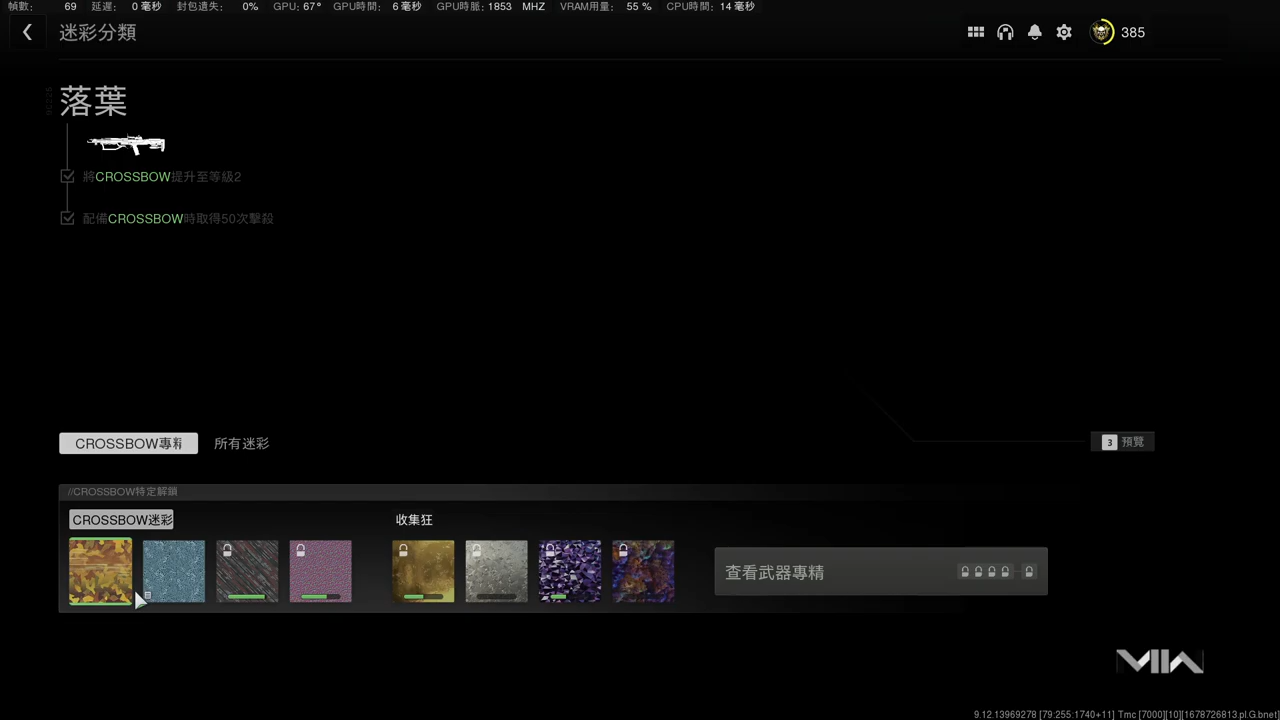 幀數: 69 延遲: 0 毫秒 封包遺失: 0% GPU: 67° GPU時間: 6 毫秒 GPU時脈: 1853 MHZ VRAM用量: 55 % CPU時間: 14 毫秒
迷彩分類
385
落葉
將CROSSBOW提升至等級2
配備CROSSBOW時取得50次擊殺
CROSSBOW專精 所有迷彩
3 預覽
//CROSSBOW特定解鎖
CROSSBOW迷彩 收集狂
查看武器專精
9.12.13969278 [79:255:1740+11] Tmc [7000][10][1678726813.pl.G.bnet]